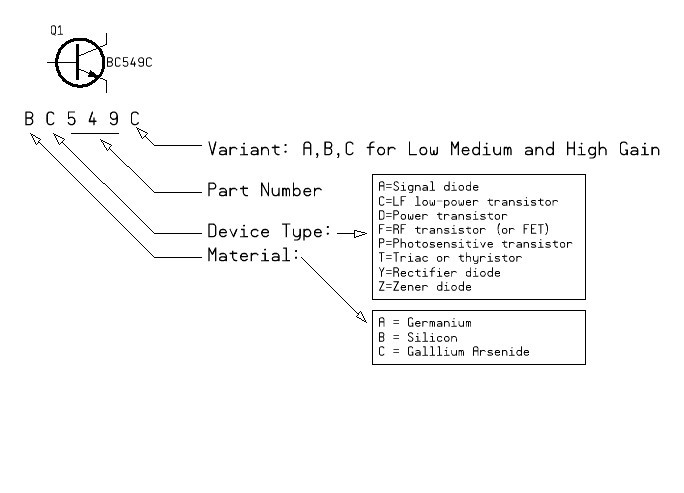 Q1
BC549C
B C 5 4 9 C
Variant: A,B,C for Low Medium and High Gain
Part Number
Device Type:
Material:
A=Signal diode
C=LF low-power transistor
D=Power transistor
F=RF transistor (or FET)
P=Photosensitive transistor
T=Triac or thyristor
Y=Rectifier diode
Z=Zener diode
A = Germanium
B = Silicon
C = Galllium Arsenide